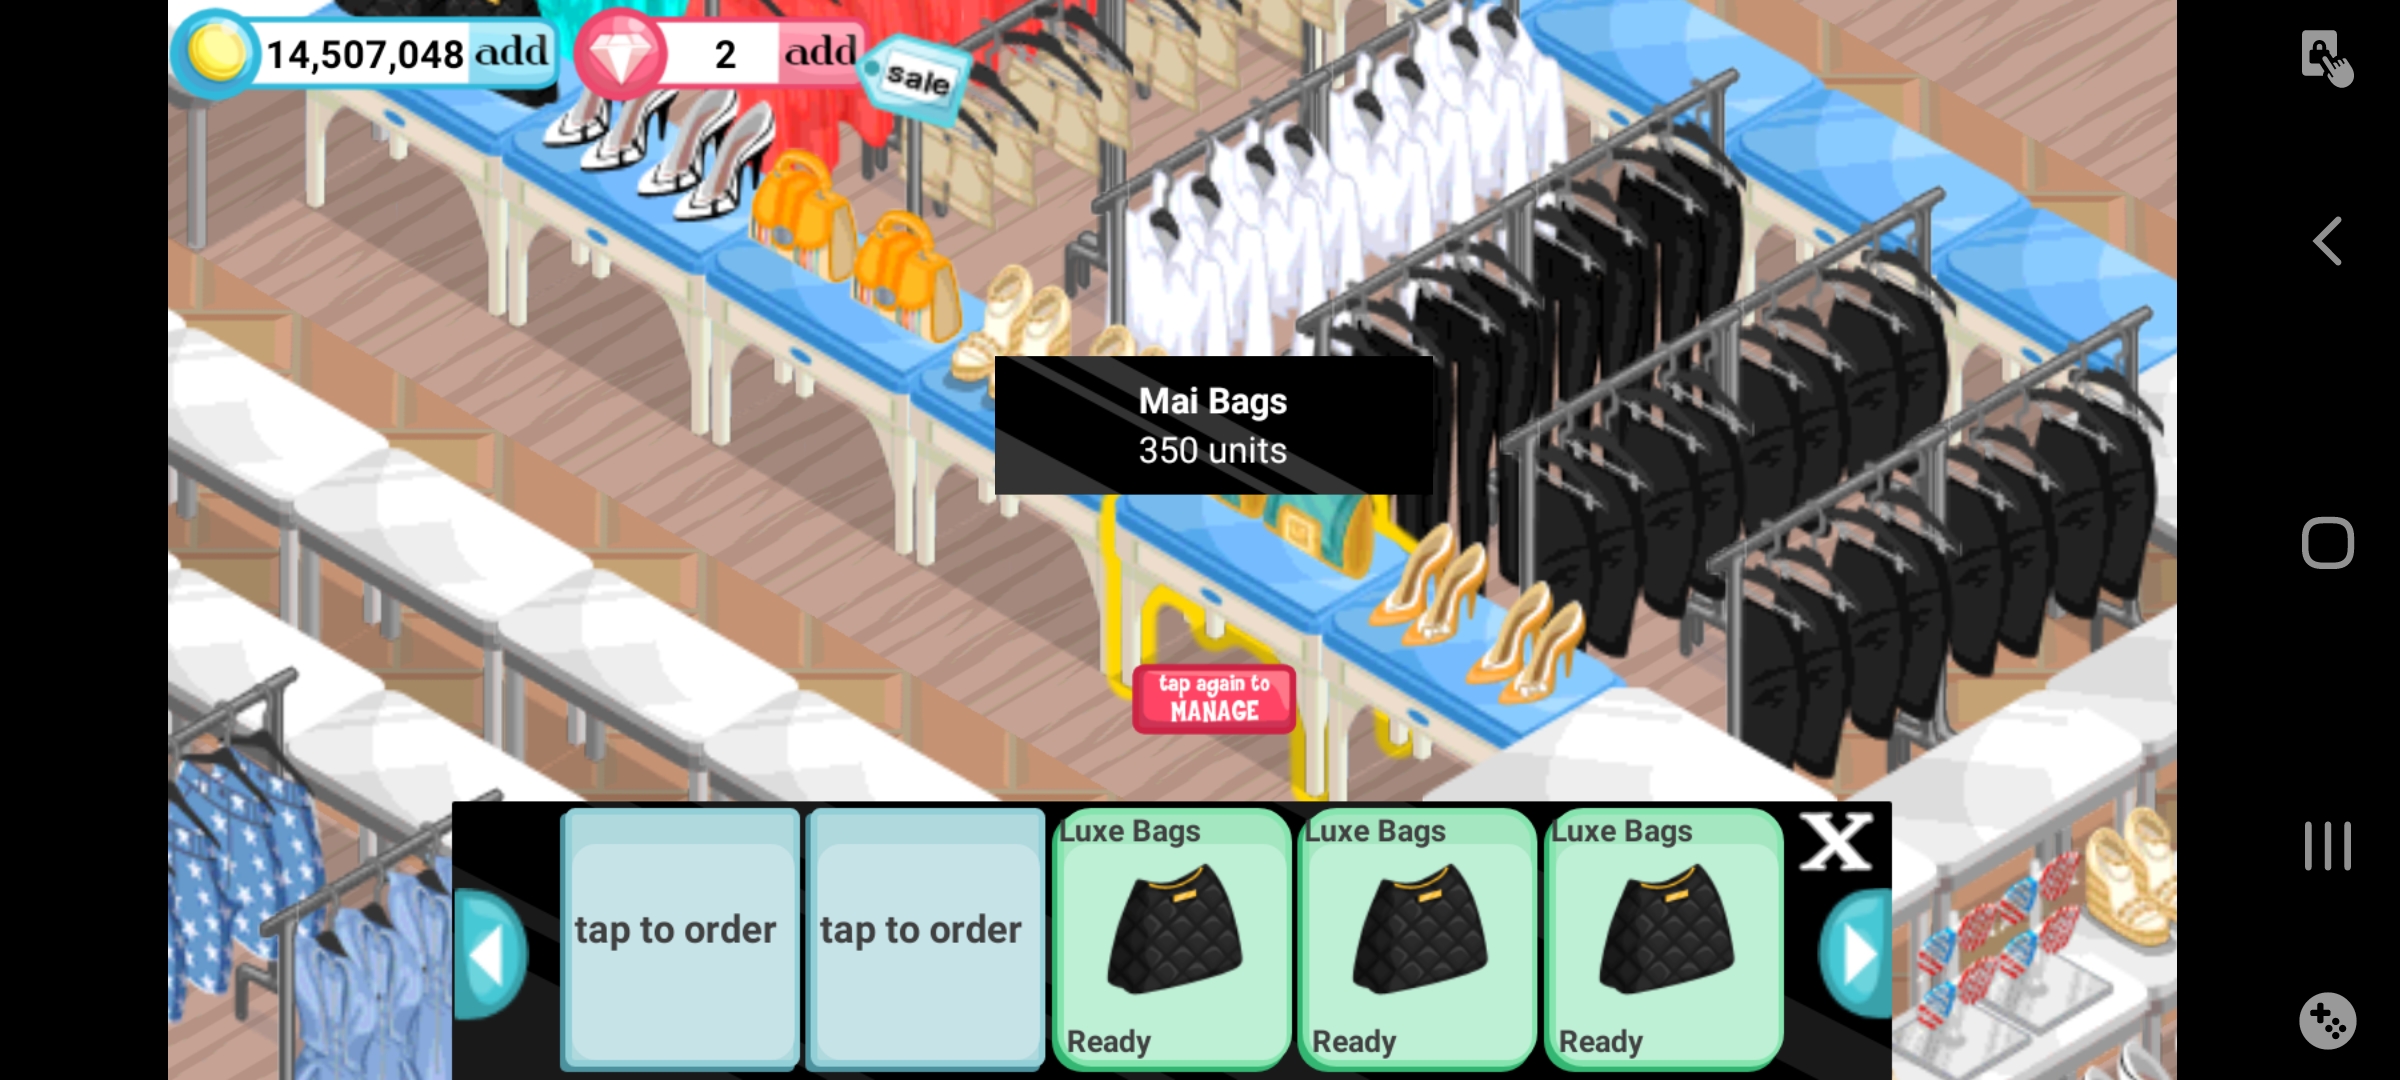 14,507,048 add
2 add
sale
Mai Bags
350 units
tap again to
MANAGE
tap to order
tap to order
Luxe Bags
Ready
Luxe Bags
Ready
Luxe Bags
Ready
X